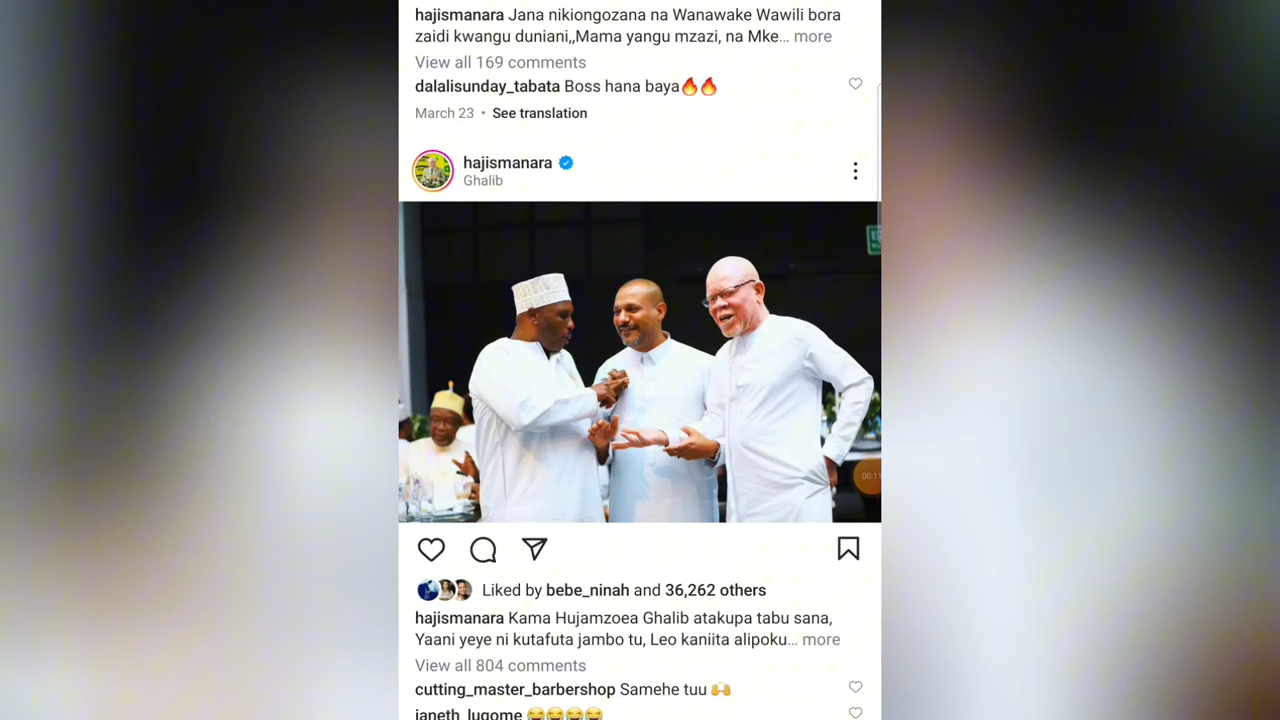 hajismanara Jana nikiongozana na Wanawake Wawili bora
zaidi kwangu duniani,,Mama yangu mzazi, na Mke... more
View all 169 comments
dalalisunday_tabata Boss hana baya🔥🔥
March 23 • See translation
hajismanara
Ghalib
00:11
Liked by bebe_ninah and 36,262 others
hajismanara Kama Hujamzoea Ghalib atakupa tabu sana,
Yaani yeye ni kutafuta jambo tu, Leo kaniita alipoku... more
View all 804 comments
cutting_master_barbershop Samehe tuu 🙌
janeth_lugome 😂😂😂😂